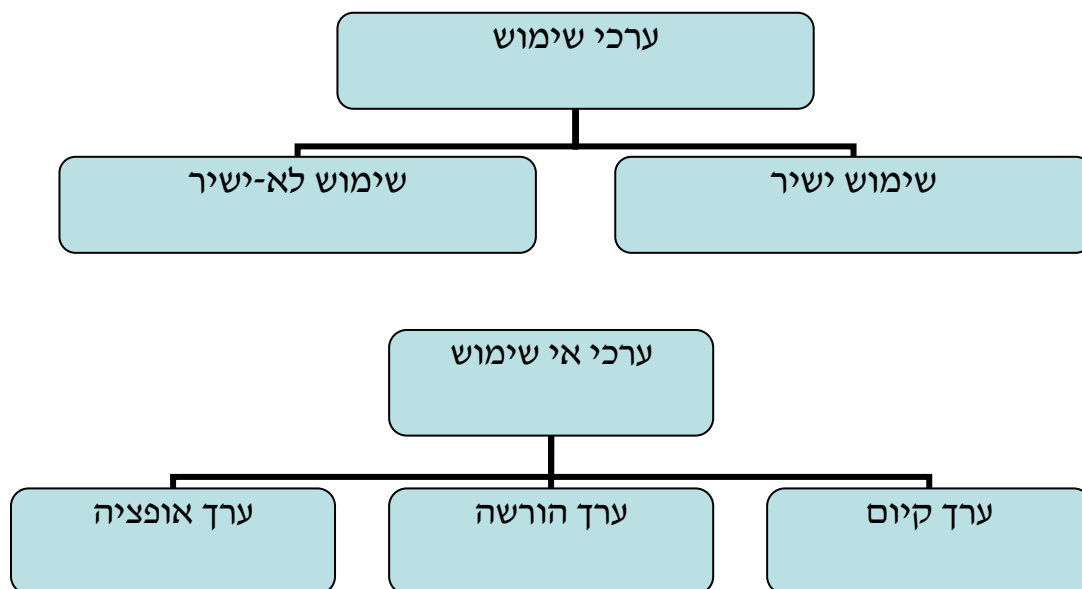 ערכי שימוש
שימוש ישיר
שימוש לא-ישיר
ערכי אי שימוש
ערך קיום
ערך הורשה
ערך אופציה